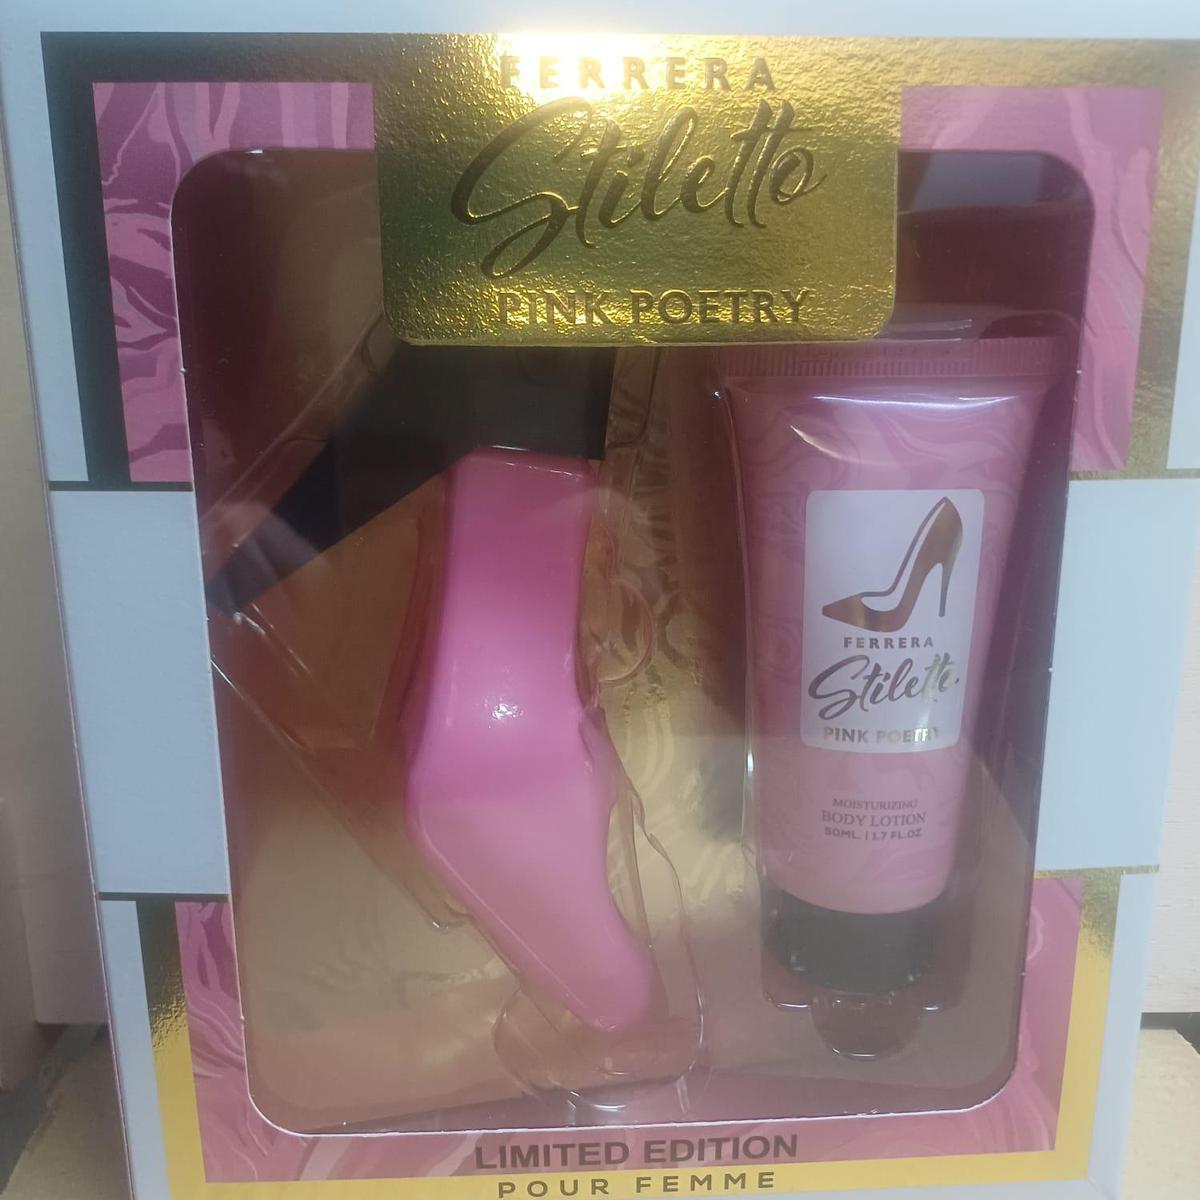 FERRERA
Stiletto
PINK POETRY
FERRERA
Stiletto
PINK POETRY
MOISTURIZING
BODY LOTION
50ML. | 1.7 FL.OZ
LIMITED EDITION
POUR FEMME